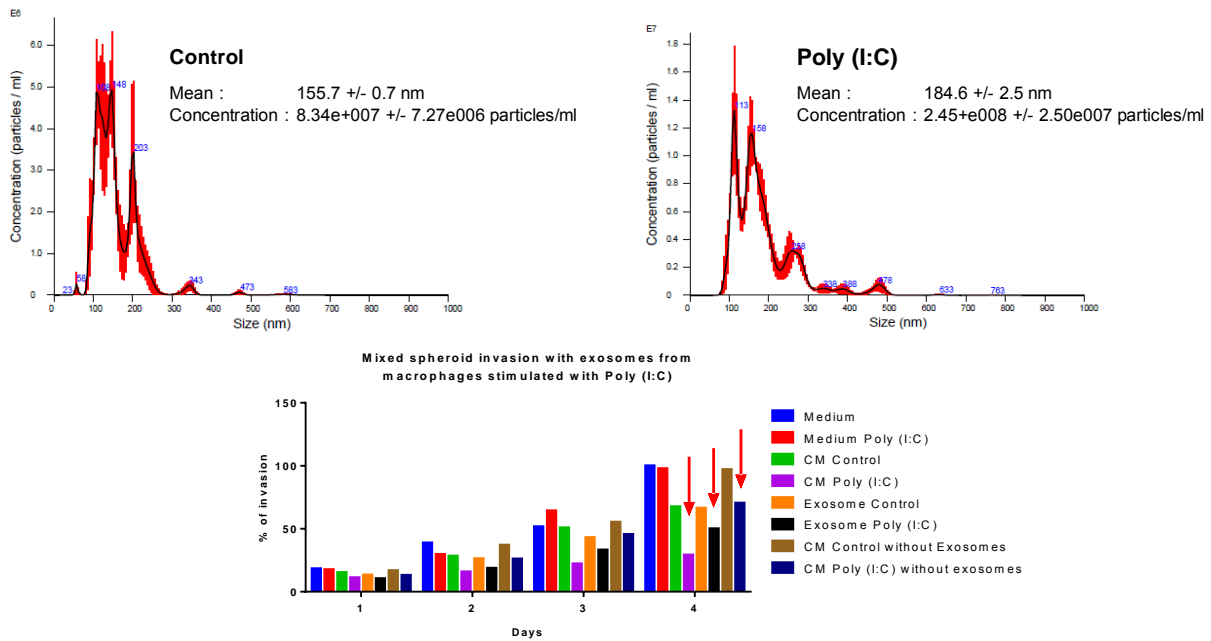 E6
Concentration (particles / ml)
6.0
5.0
4.0
3.0
2.0
1.0
0
Control
Mean : 155.7 +/- 0.7 nm
Concentration : 8.34e+007 +/- 7.27e006 particles/ml
108
148
203
23
58
243
473
583
0 100 200 300 400 500 600 700 800 900 1000
Size (nm)
E7
Concentration (particles / ml)
1.8
1.6
1.4
1.2
1.0
0.8
0.6
0.4
0.2
0
Poly (I:C)
Mean : 184.6 +/- 2.5 nm
Concentration : 2.45+e008 +/- 2.50e007 particles/ml
113
158
258
338
388
478
633
763
0 100 200 300 400 500 600 700 800 900 1000
Size (nm)
Mixed spheroid invasion with exosomes from
macrophages stimulated with Poly (I:C)
% of invasion
150
100
50
0
1 2 3 4
Days
Medium
Medium Poly (I:C)
CM Control
CM Poly (I:C)
Exosome Control
Exosome Poly (I:C)
CM Control without Exosomes
CM Poly (I:C) without exosomes